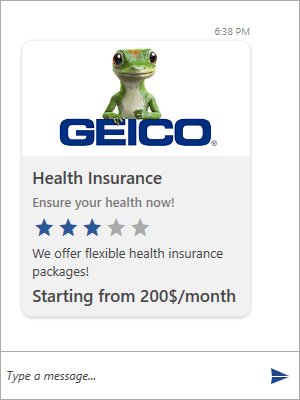 6:38 PM
GEICO®
Health Insurance
Ensure your health now!
We offer flexible health insurance
packages!
Starting from 200$/month
Type a message...